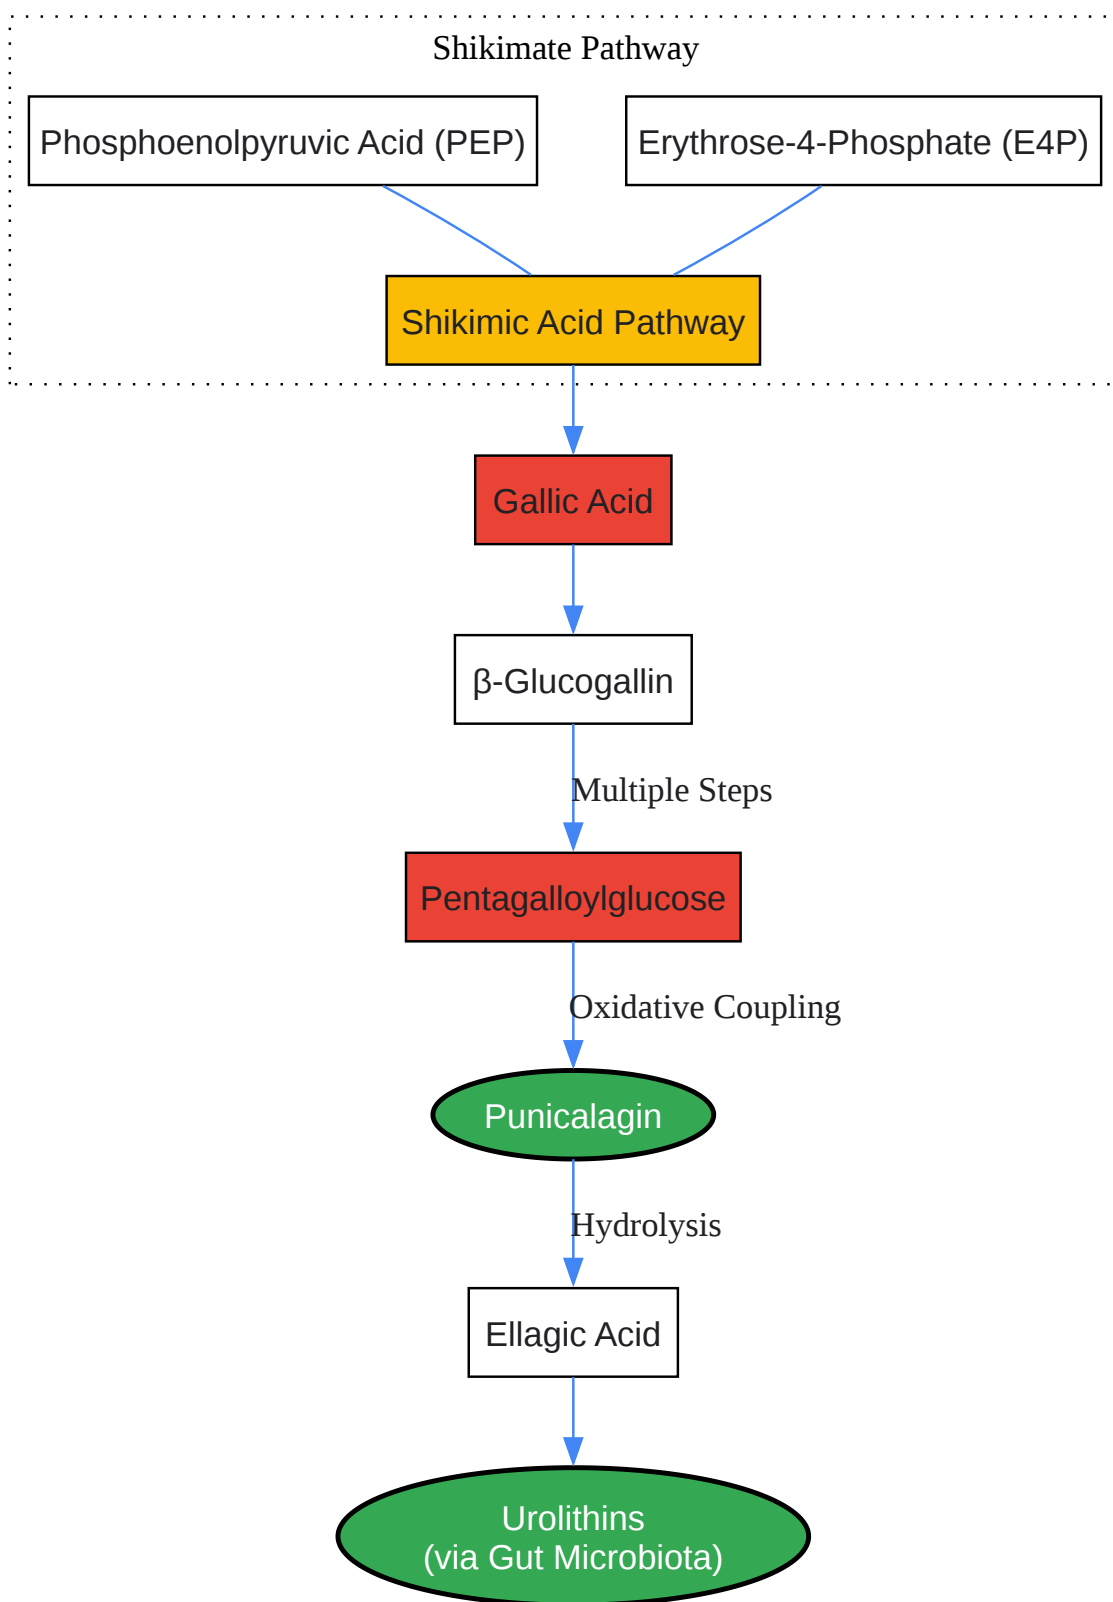 Shikimate Pathway
Phosphoenolpyruvic Acid (PEP)
Erythrose-4-Phosphate (E4P)
Shikimic Acid Pathway
Gallic Acid
β-Glucogallin
Multiple Steps
Pentagalloylglucose
Oxidative Coupling
Punicalagin
Hydrolysis
Ellagic Acid
Urolithins
(via Gut Microbiota)